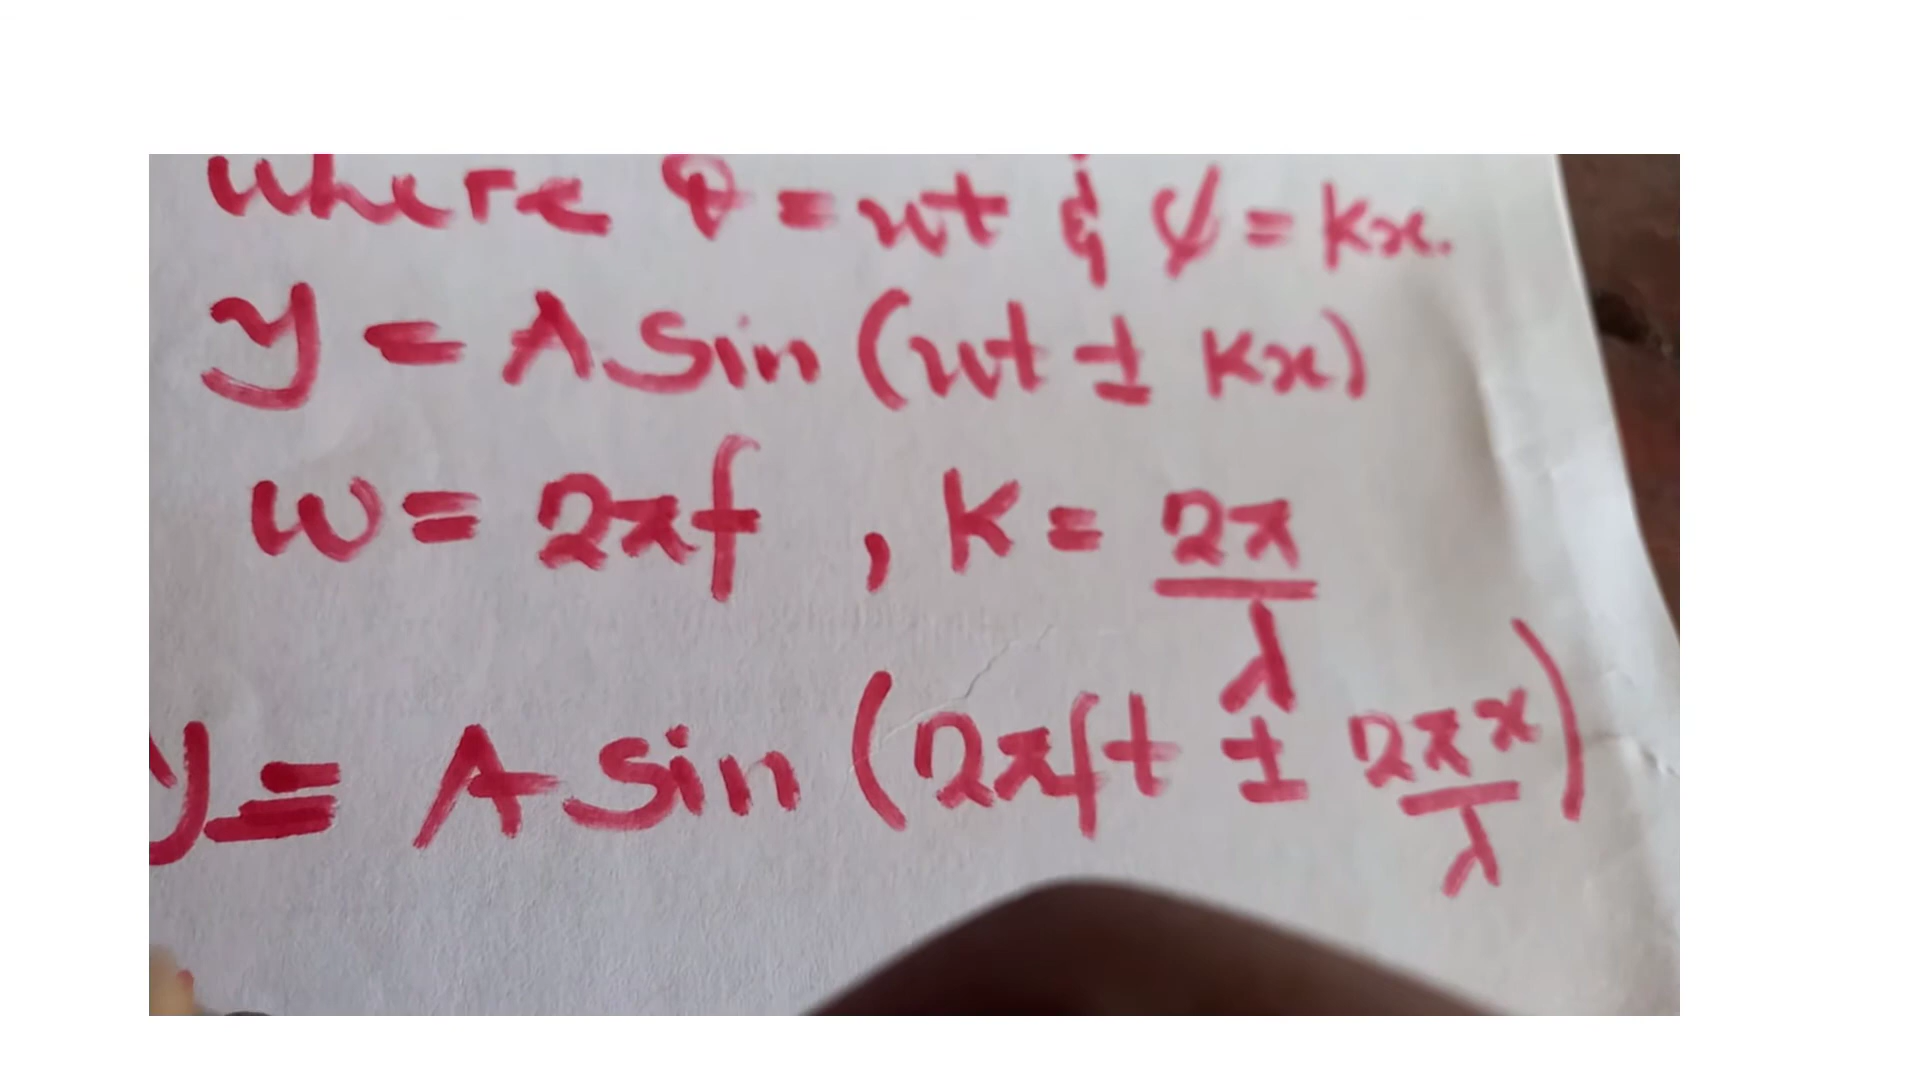 where θ = wt & ψ = kx.
y = A sin (wt ± kx)
w = 2πf , K = 2π/λ
y = A sin (2πft ± 2πx/λ)